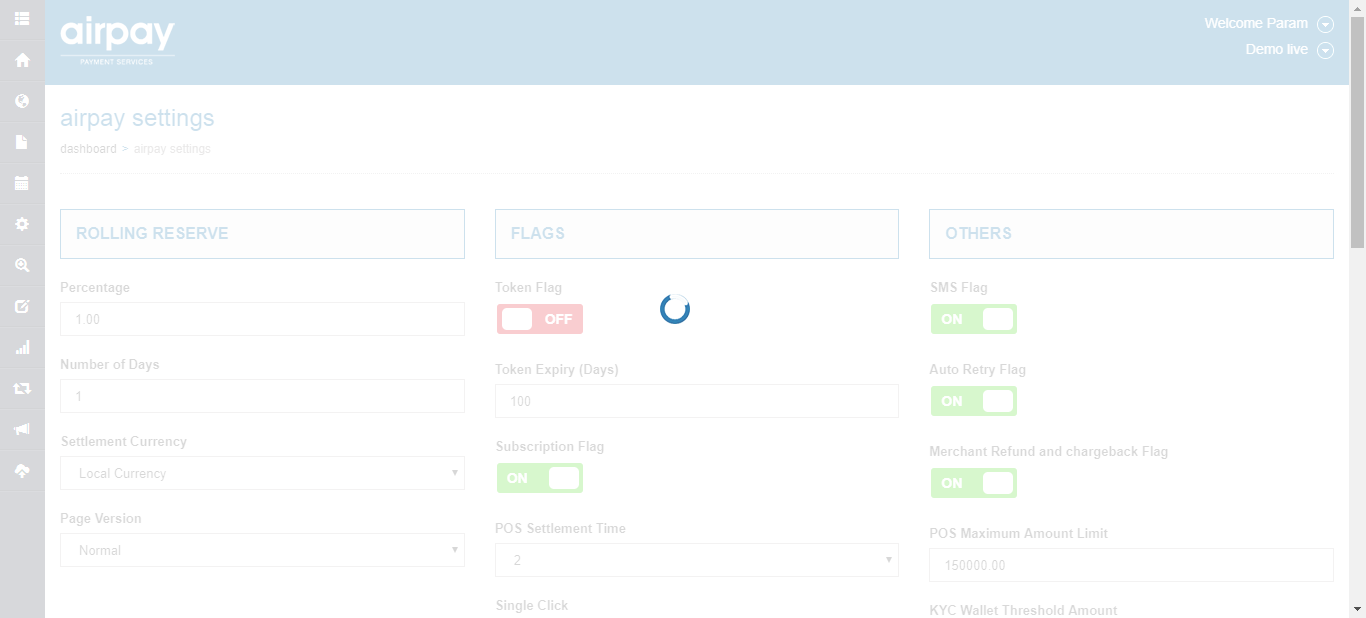 airpay
PAYMENT SERVICES
Welcome Param
Demo live
airpay settings
dashboard > airpay settings
ROLLING RESERVE
Percentage
1.00
Number of Days
1
Settlement Currency
Local Currency
Page Version
Normal
FLAGS
Token Flag
OFF
Token Expiry (Days)
100
Subscription Flag
ON
POS Settlement Time
2
Single Click
OTHERS
SMS Flag
ON
Auto Retry Flag
ON
Merchant Refund and chargeback Flag
ON
POS Maximum Amount Limit
150000.00
KYC Wallet Threshold Amount